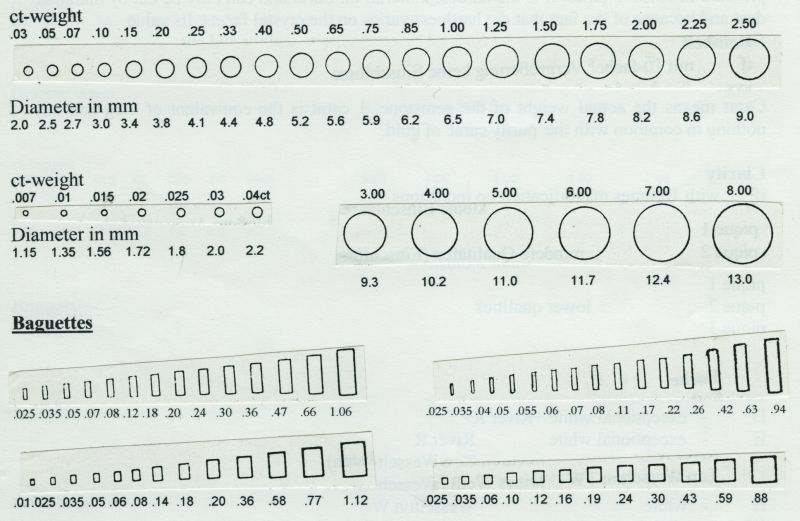 ct-weight
.03 .05 .07 .10 .15 .20 .25 .33 .40 .50 .65 .75 .85 1.00 1.25 1.50 1.75 2.00 2.25 2.50
Diameter in mm
2.0 2.5 2.7 3.0 3.4 3.8 4.1 4.4 4.8 5.2 5.6 5.9 6.2 6.5 7.0 7.4 7.8 8.2 8.6 9.0
ct-weight
.007 .01 .015 .02 .025 .03 .04ct
Diameter in mm
1.15 1.35 1.56 1.72 1.8 2.0 2.2
3.00 4.00 5.00 6.00 7.00 8.00
9.3 10.2 11.0 11.7 12.4 13.0
Baguettes
.025 .035 .05 .07 .08 .12 .18 .20 .24 .30 .36 .47 .66 1.06
.025 .035 .04 .05 .055 .06 .07 .08 .11 .17 .22 .26 .42 .63 .94
.01 .025 .035 .05 .06 .08 .14 .18 .20 .36 .58 .77 1.12
.025 .035 .06 .10 .12 .16 .19 .24 .30 .43 .59 .88